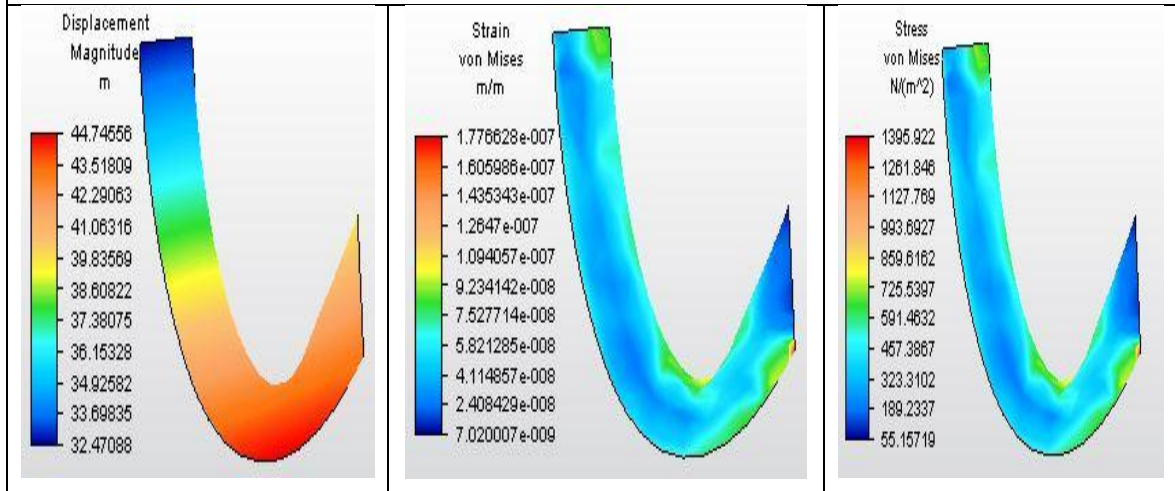 Displacement
Magnitude
m
44.74556
43.51809
42.29063
41.06316
39.83569
38.60822
37.38075
36.15328
34.92582
33.69835
32.47088
Strain
von Mises
m/m
1.776628e-007
1.605986e-007
1.435343e-007
1.2647e-007
1.094057e-007
9.234142e-008
7.527714e-008
5.821285e-008
4.114857e-008
2.408429e-008
7.020007e-009
Stress
von Mises
N/(m^2)
1395.922
1261.846
1127.769
993.6927
859.6162
725.5397
591.4632
457.3867
323.3102
189.2337
55.15719